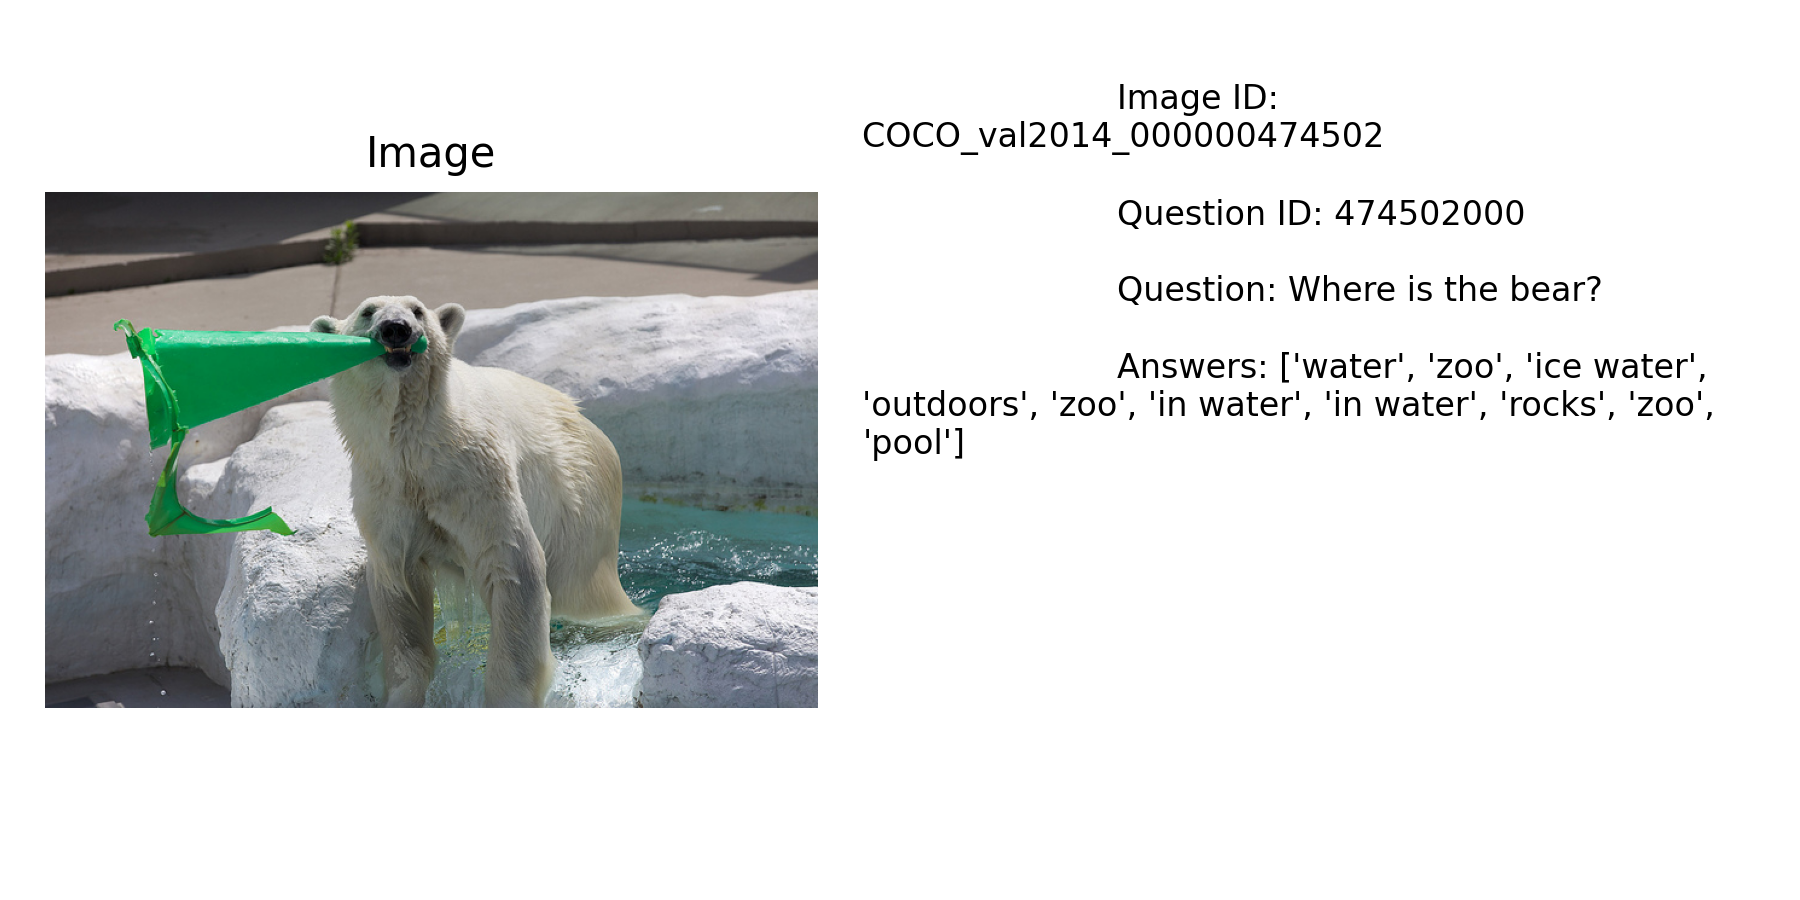 Image
Image ID:
COCO_val2014_000000474502
Question ID: 474502000
Question: Where is the bear?
Answers: ['water', 'zoo', 'ice water',
'outdoors', 'zoo', 'in water', 'in water', 'rocks', 'zoo',
'pool']